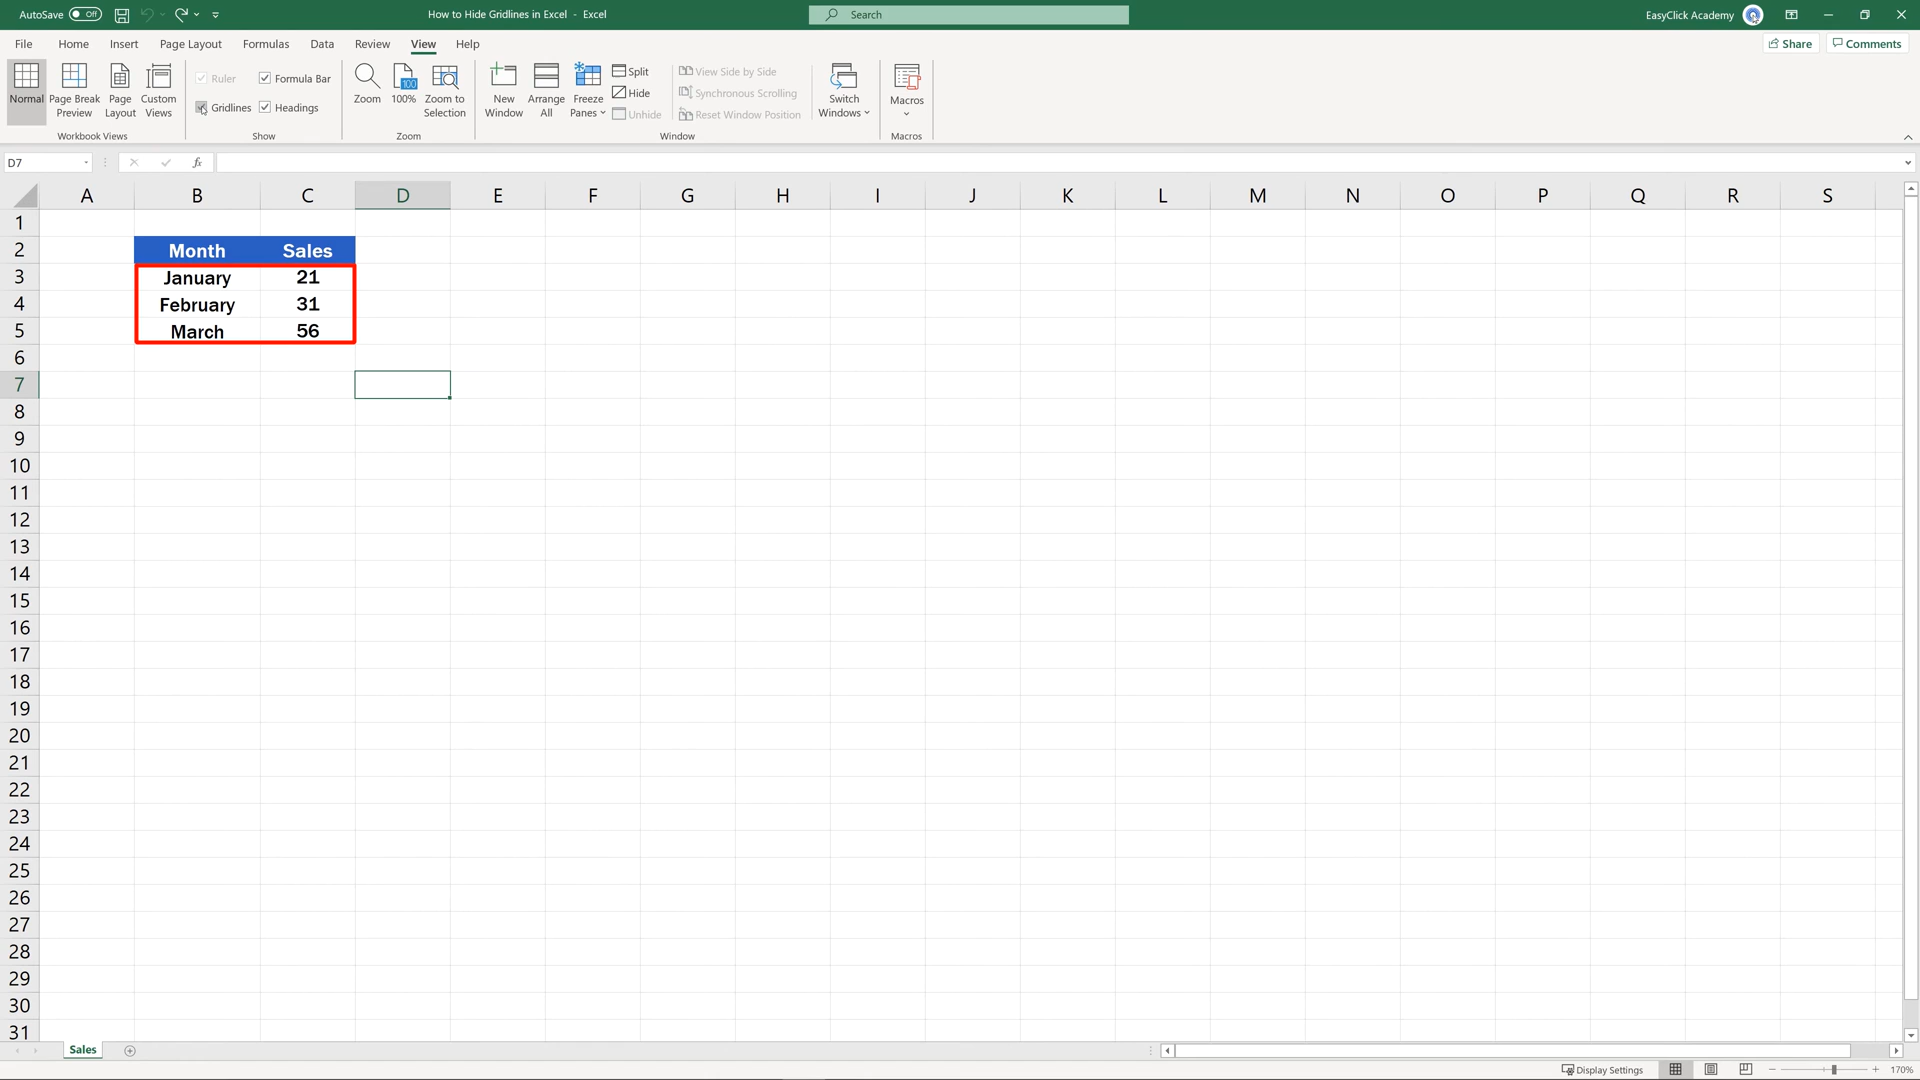 AutoSave Off How to Hide Gridlines in Excel - Excel Search EasyClick Academy
File Home Insert Page Layout Formulas Data Review View Help Share Comments
Normal Page Break Preview Page Layout Custom Views
Workbook Views
Ruler Formula Bar
Gridlines Headings
Show
Zoom 100 100% Zoom to Selection
Zoom
New Window Arrange All Freeze Panes
Split
Hide
Unhide
View Side by Side
Synchronous Scrolling
Reset Window Position
Switch Windows
Window
Macros
Macros
D7 fx
A B C D E F G H I J K L M N O P Q R S
1
2 Month Sales
3 January 21
4 February 31
5 March 56
6
7
8
9
10
11
12
13
14
15
16
17
18
19
20
21
22
23
24
25
26
27
28
29
30
31
Sales
Display Settings 170%